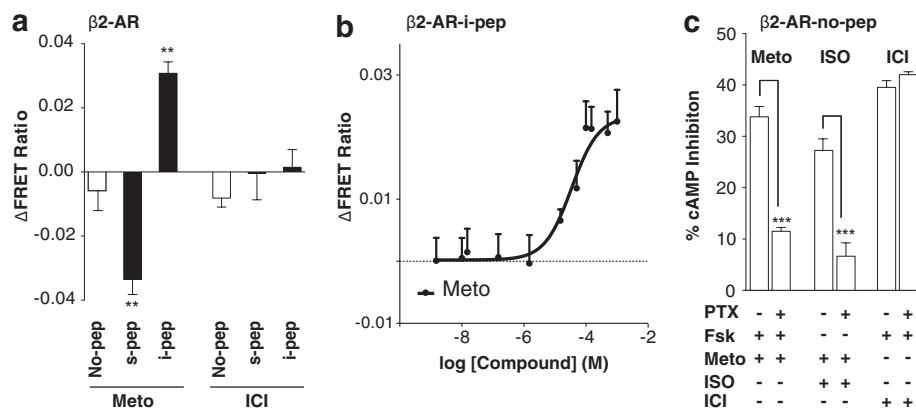 a β2-AR
ΔFRET Ratio
0.04
0.02
0.00
-0.02
-0.04
**
**
No-pep
s-pep
i-pep
No-pep
s-pep
i-pep
Meto
ICI
b β2-AR-i-pep
ΔFRET Ratio
0.03
0.01
-0.01
Meto
-8 -6 -4 -2
log [Compound] (M)
c β2-AR-no-pep
% cAMP Inhibiton
50
40
30
20
10
0
Meto ISO ICI
***
***
PTX - + - + - +
Fsk + + - - + +
Meto + + + + - -
ISO - - + + - -
ICI - - - - + +